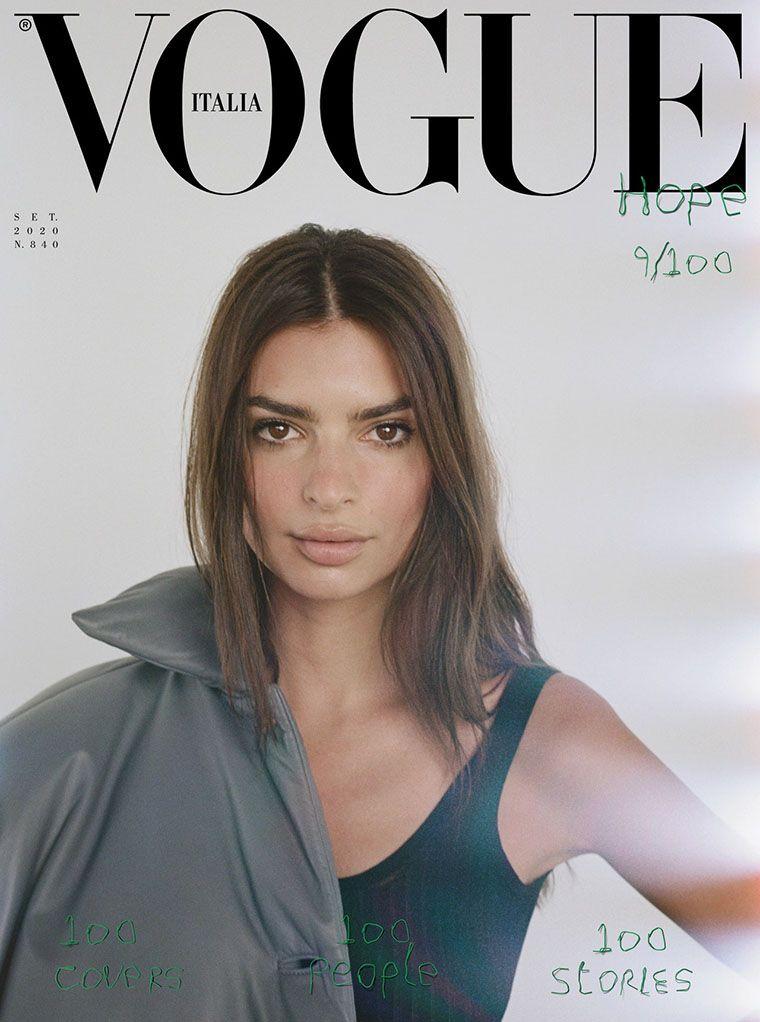 VOGUE
ITALIA
SET.
2020
N. 840
Hope
9/100
100
COVERS
100
People
100
STORIES